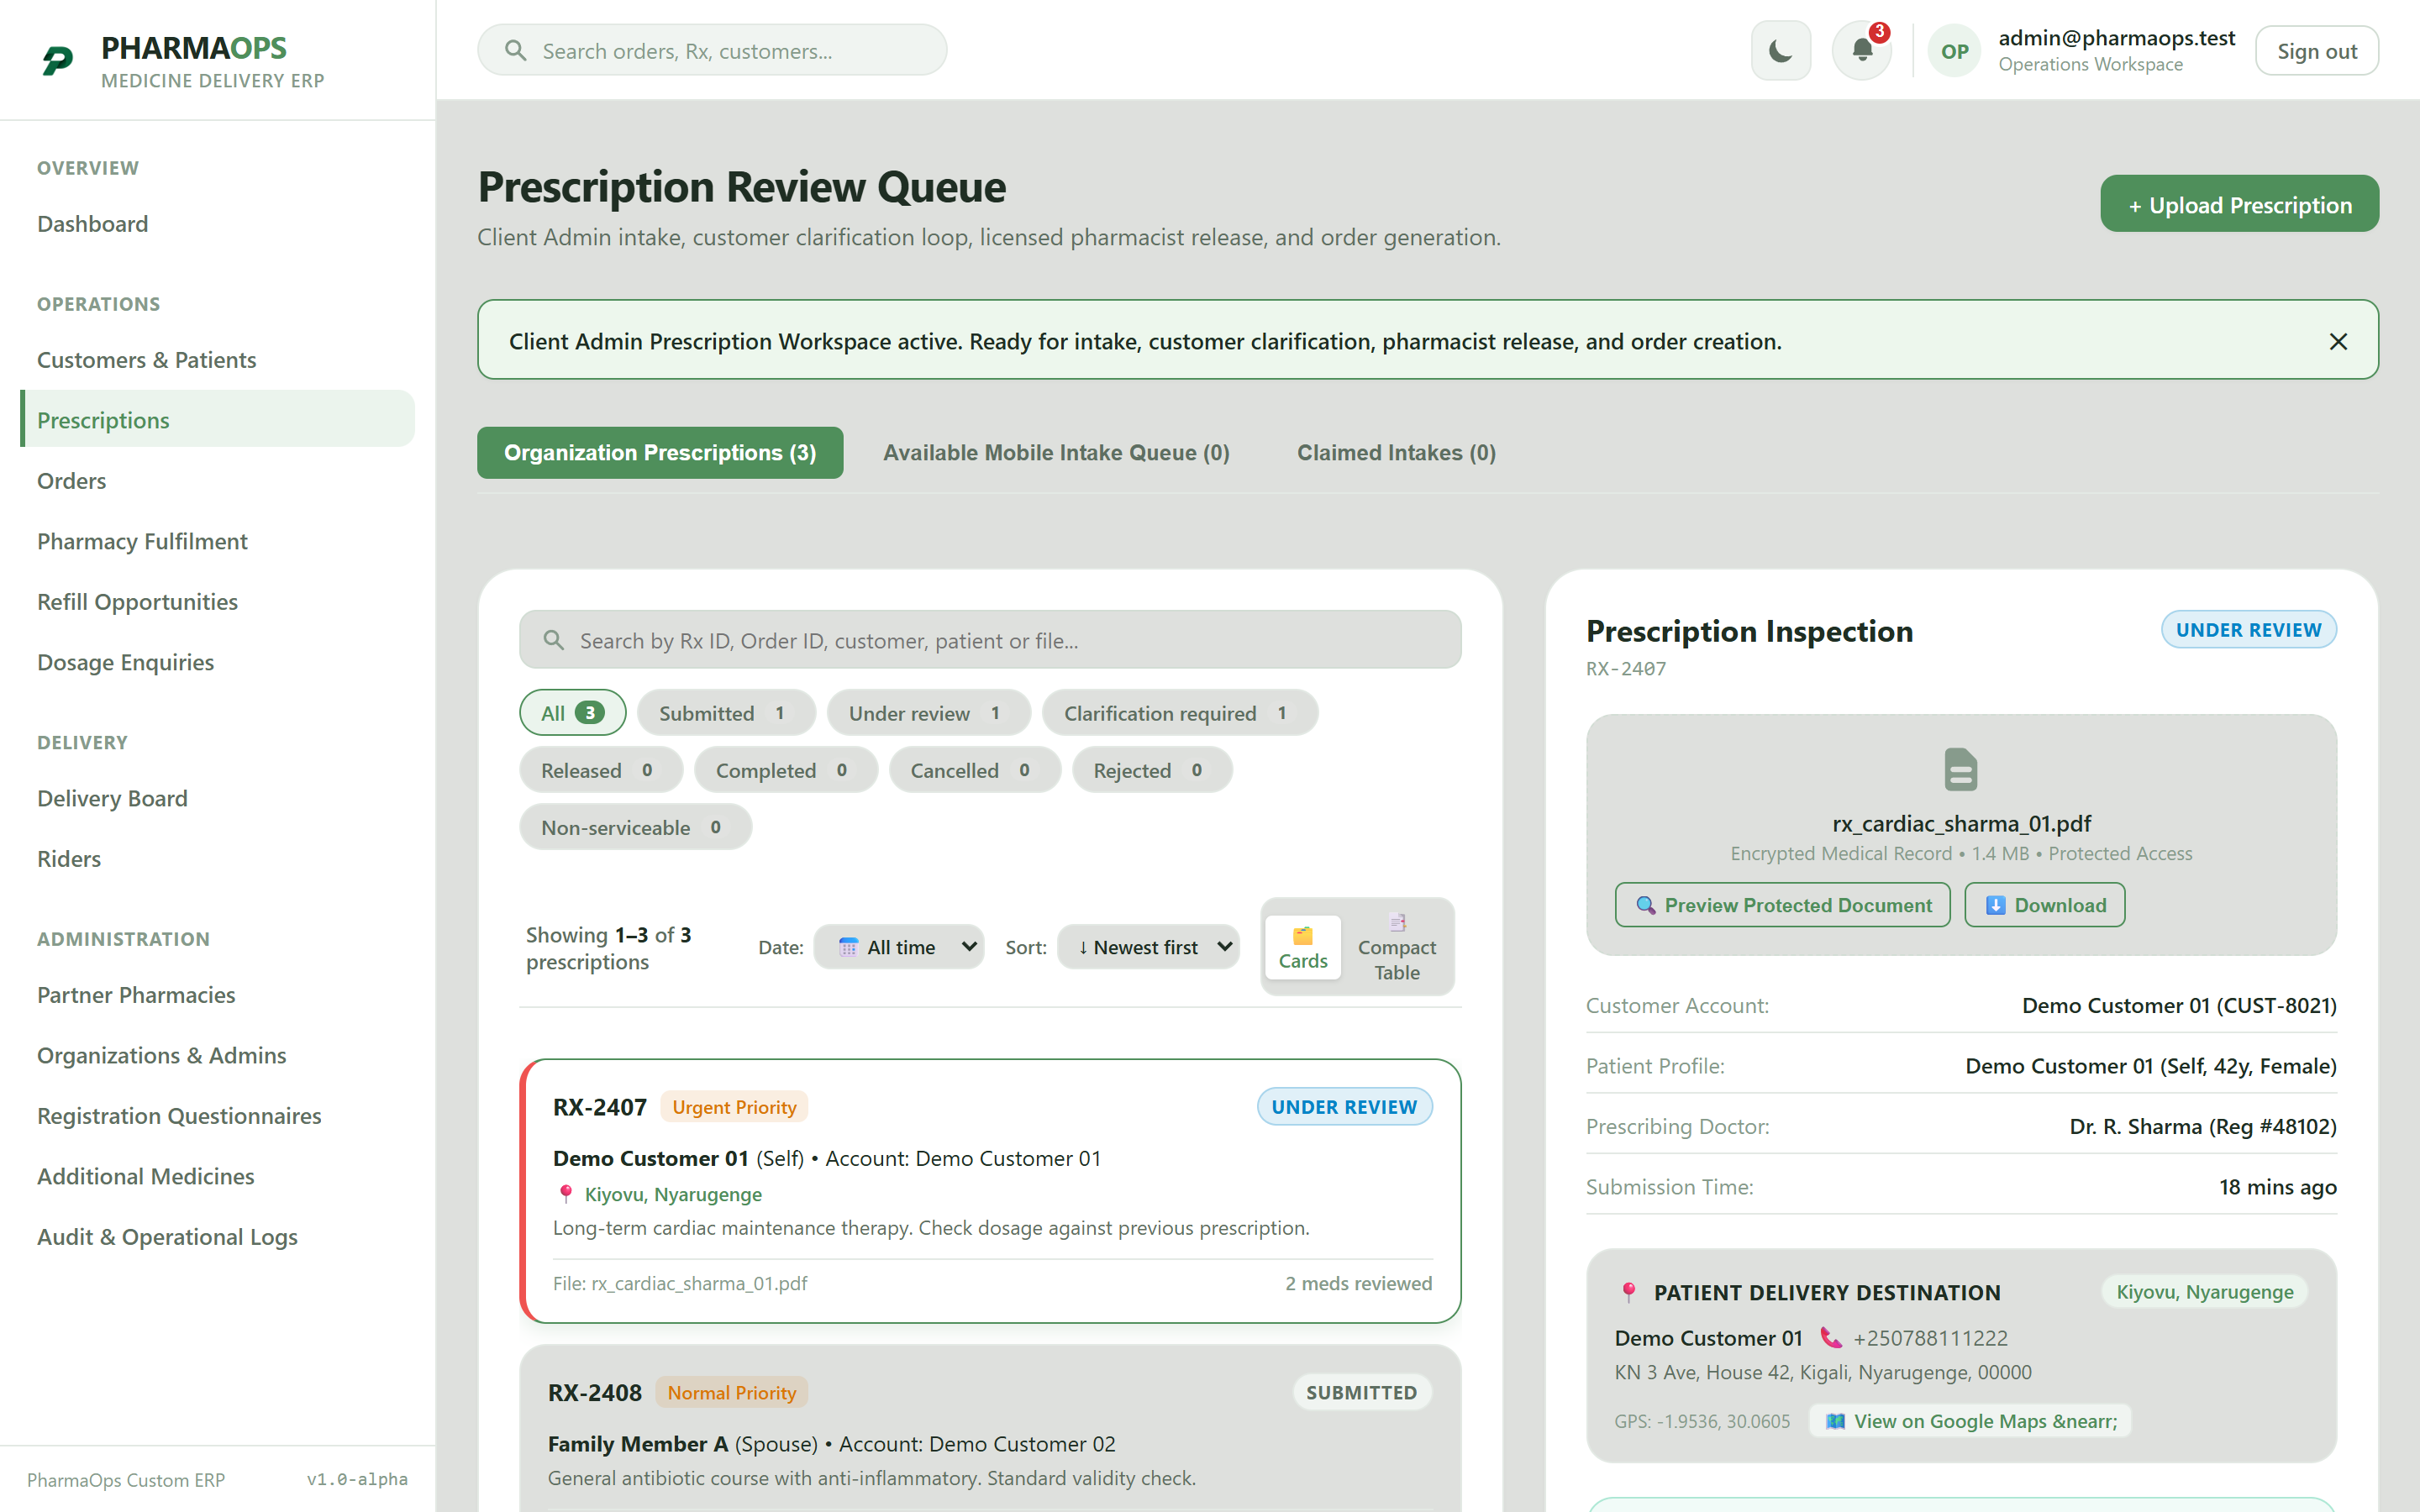 PHARMAOPS
MEDICINE DELIVERY ERP
OVERVIEW
Dashboard
OPERATIONS
Customers & Patients
Prescriptions
Orders
Pharmacy Fulfilment
Refill Opportunities
Dosage Enquiries
DELIVERY
Delivery Board
Riders
ADMINISTRATION
Partner Pharmacies
Organizations & Admins
Registration Questionnaires
Additional Medicines
Audit & Operational Logs
PharmaOps Custom ERP v1.0-alpha
Search orders, Rx, customers...
3
OP
admin@pharmaops.test
Operations Workspace
Sign out
Prescription Review Queue
Client Admin intake, customer clarification loop, licensed pharmacist release, and order generation.
+ Upload Prescription
Client Admin Prescription Workspace active. Ready for intake, customer clarification, pharmacist release, and order creation.
Organization Prescriptions (3) Available Mobile Intake Queue (0) Claimed Intakes (0)
Search by Rx ID, Order ID, customer, patient or file...
All 3 Submitted 1 Under review 1 Clarification required 1
Released 0 Completed 0 Cancelled 0 Rejected 0
Non-serviceable 0
Showing 1–3 of 3
prescriptions
Date: All time
Sort: ↓ Newest first
Cards
Compact
Table
RX-2407 Urgent Priority UNDER REVIEW
Demo Customer 01 (Self) • Account: Demo Customer 01
Kiyovu, Nyarugenge
Long-term cardiac maintenance therapy. Check dosage against previous prescription.
File: rx_cardiac_sharma_01.pdf 2 meds reviewed
RX-2408 Normal Priority SUBMITTED
Family Member A (Spouse) • Account: Demo Customer 02
General antibiotic course with anti-inflammatory. Standard validity check.
Prescription Inspection UNDER REVIEW
RX-2407
rx_cardiac_sharma_01.pdf
Encrypted Medical Record • 1.4 MB • Protected Access
Preview Protected Document Download
Customer Account: Demo Customer 01 (CUST-8021)
Patient Profile: Demo Customer 01 (Self, 42y, Female)
Prescribing Doctor: Dr. R. Sharma (Reg #48102)
Submission Time: 18 mins ago
PATIENT DELIVERY DESTINATION Kiyovu, Nyarugenge
Demo Customer 01 +250788111222
KN 3 Ave, House 42, Kigali, Nyarugenge, 00000
GPS: -1.9536, 30.0605 View on Google Maps &nearr;